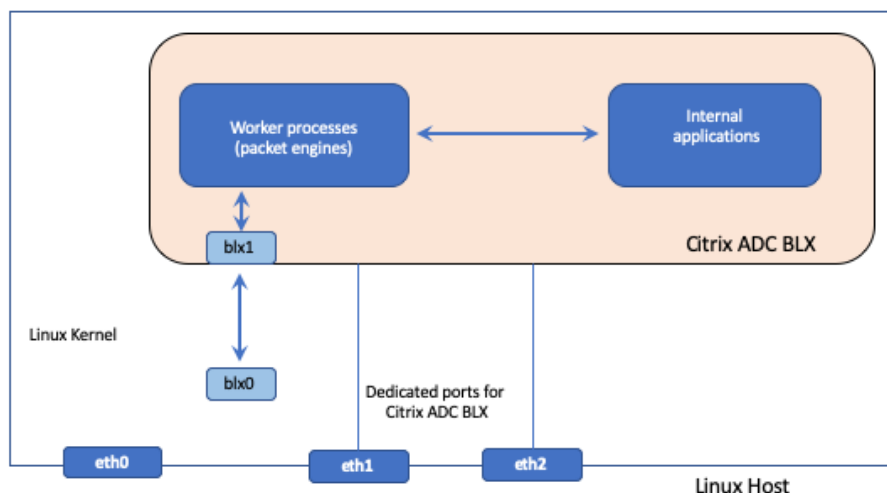 Worker processes
(packet engines)
Internal
applications
blx1
Citrix ADC BLX
Linux Kernel
blx0
Dedicated ports for
Citrix ADC BLX
eth0
eth1
eth2
Linux Host